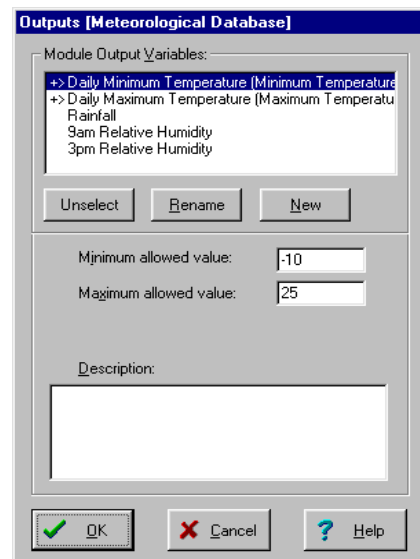 Outputs [Meteorological Database]
Module Output Variables:
+> Daily Minimum Temperature (Minimum Temperature
+> Daily Maximum Temperature (Maximum Temperatu
Rainfall
9am Relative Humidity
3pm Relative Humidity
Unselect Rename New
Minimum allowed value: -10
Maximum allowed value: 25
Description:
OK Cancel ? Help